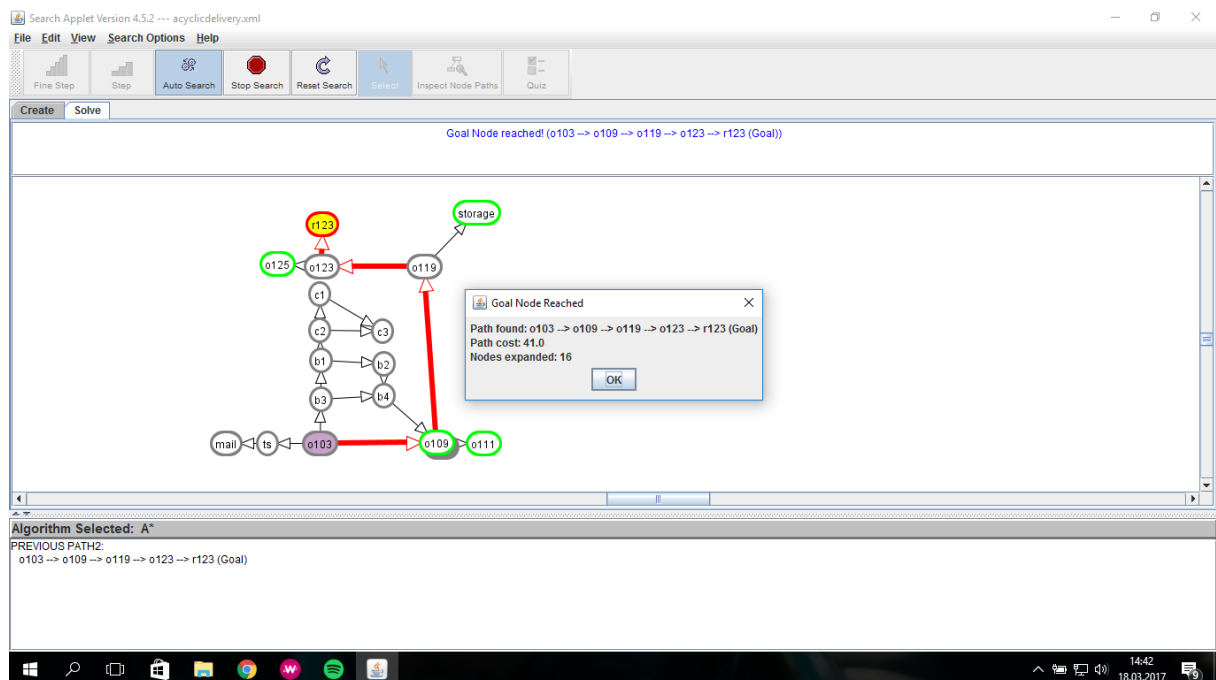 Search Applet Version 4.5.2 --- acyclicdelivery.xml
File Edit View Search Options Help
Fine Step Step Auto Search Stop Search Reset Search Select Inspect Node Paths Quiz
Create Solve
Goal Node reached! (o103 --> o109 --> o119 --> o123 --> r123 (Goal))
storage
r123
o125 o123 o119
c1
c2 c3
b1 b2
b3 b4
mail ts o103 o109 o111
Goal Node Reached
Path found: o103 --> o109 --> o119 --> o123 --> r123 (Goal)
Path cost: 41.0
Nodes expanded: 16
OK
Algorithm Selected: A*
PREVIOUS PATH2:
o103 --> o109 --> o119 --> o123 --> r123 (Goal)
14:42
18.03.2017
9